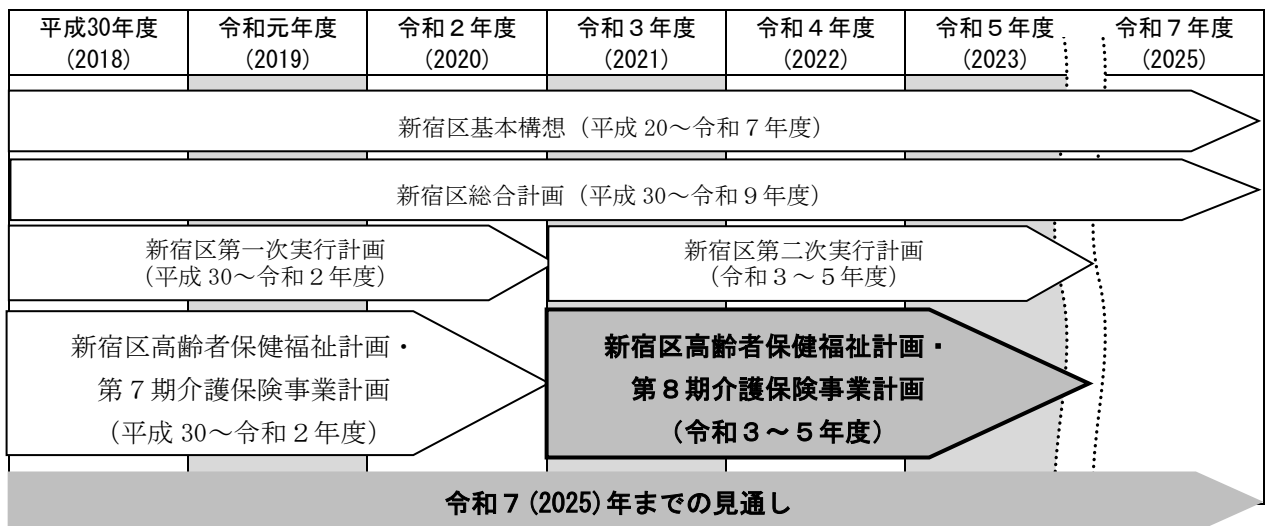 平成30年度 令和元年度 令和２年度 令和３年度 令和４年度 令和５年度 令和７年度
(2018) (2019) (2020) (2021) (2022) (2023) (2025)
新宿区基本構想（平成 20～令和７年度）
新宿区総合計画（平成 30～令和９年度）
新宿区第一次実行計画
（平成 30～令和２年度）
新宿区第二次実行計画
（令和３～５年度）
新宿区高齢者保健福祉計画・
第７期介護保険事業計画
（平成 30～令和２年度）
新宿区高齢者保健福祉計画・
第８期介護保険事業計画
（令和３～５年度）
令和７(2025)年までの見通し